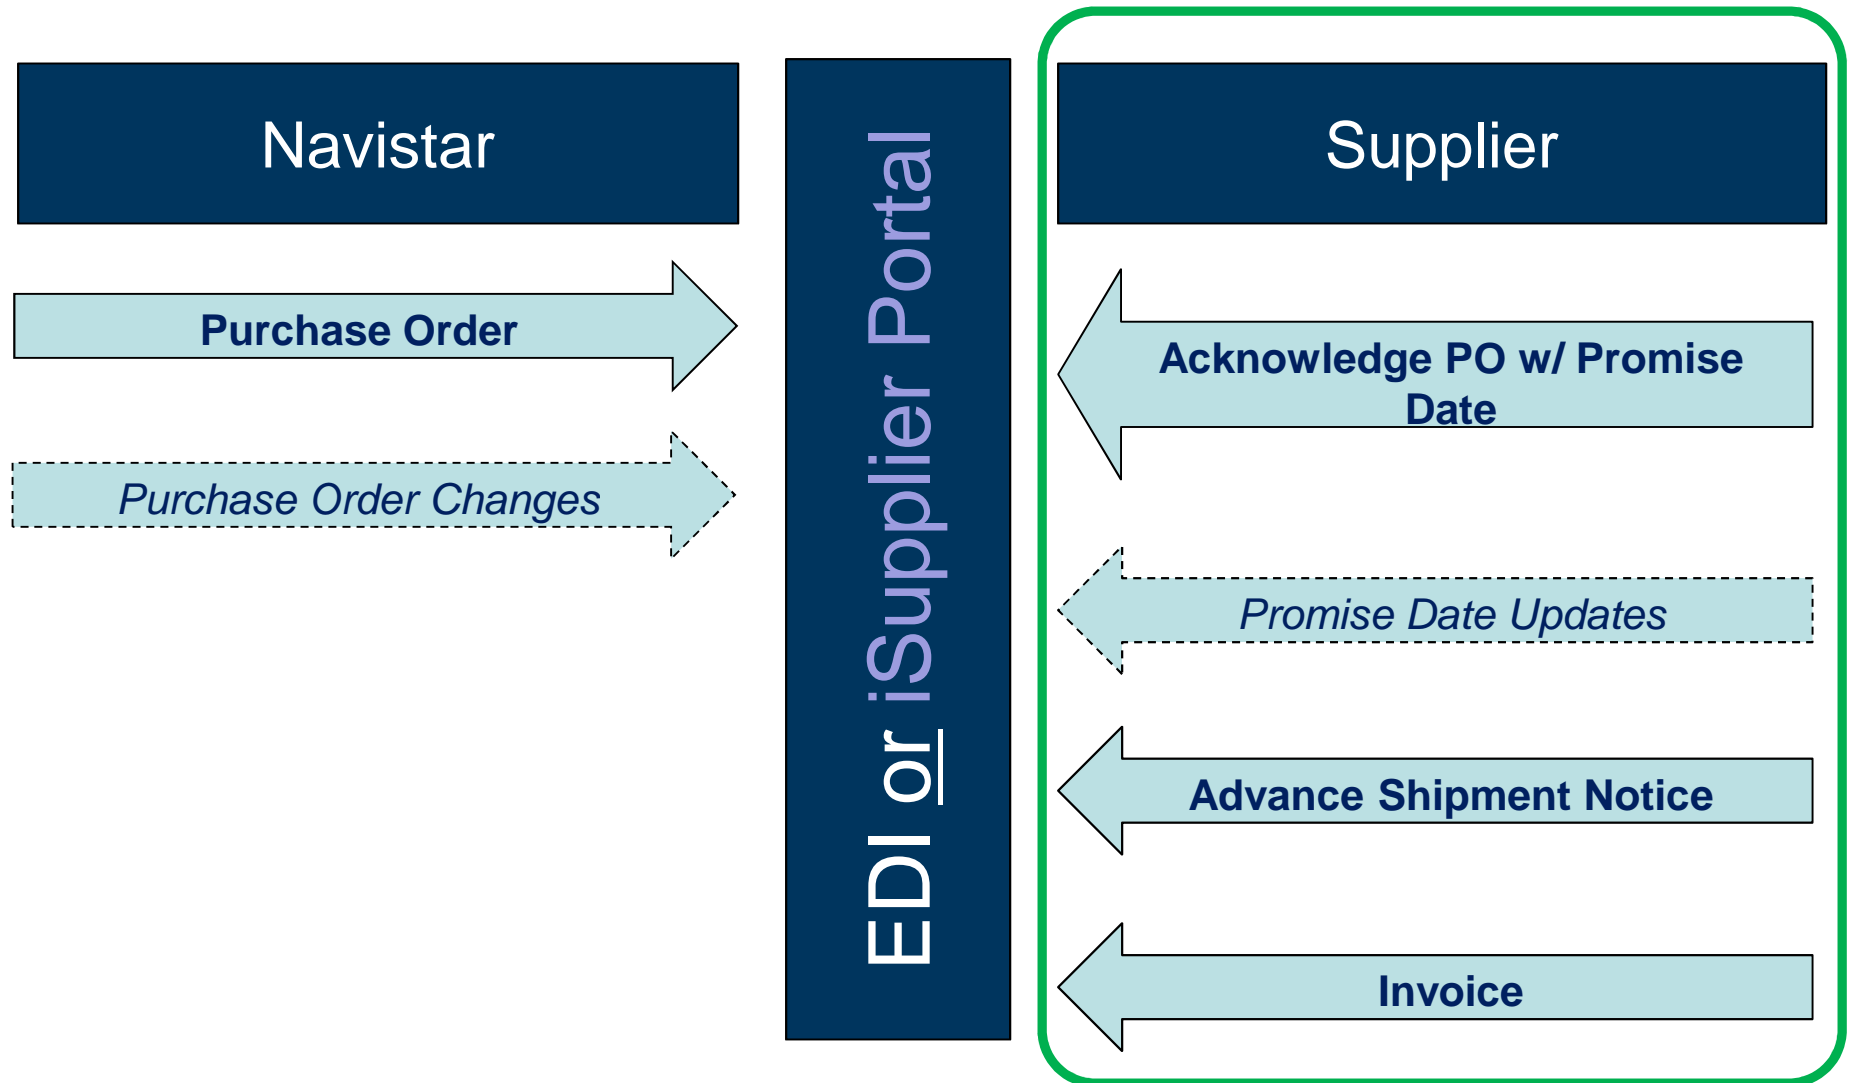 Navistar
Purchase Order
Purchase Order Changes
EDI or iSupplier Portal
Supplier
Acknowledge PO w/ Promise
Date
Promise Date Updates
Advance Shipment Notice
Invoice